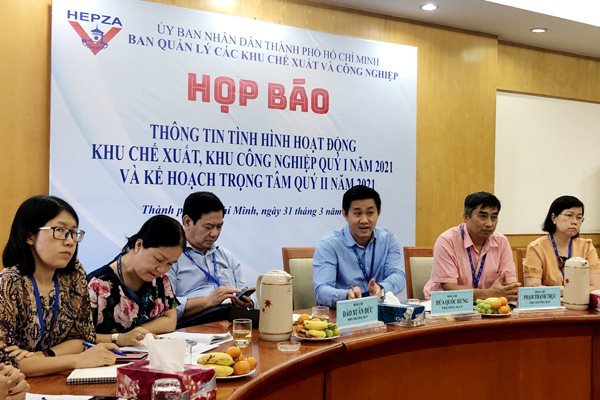 HEPZA
ỦY BAN NHÂN DÂN THÀNH PHỐ HỒ CHÍ MINH
BAN QUẢN LÝ CÁC KHU CHẾ XUẤT VÀ CÔNG NGHIỆP
HỌP BÁO
THÔNG TIN TÌNH HÌNH HOẠT ĐỘNG
KHU CHẾ XUẤT, KHU CÔNG NGHIỆP QUÝ I NĂM 2021
VÀ KẾ HOẠCH TRỌNG TÂM QUÝ II NĂM 2021
Thành Chí Minh, ngày 31 tháng 3 năm
ĐÀO XUÂN ĐỨC
HỨA QUỐC HƯNG
TRƯỞNG BAN
PHẠM THANH TRỰC